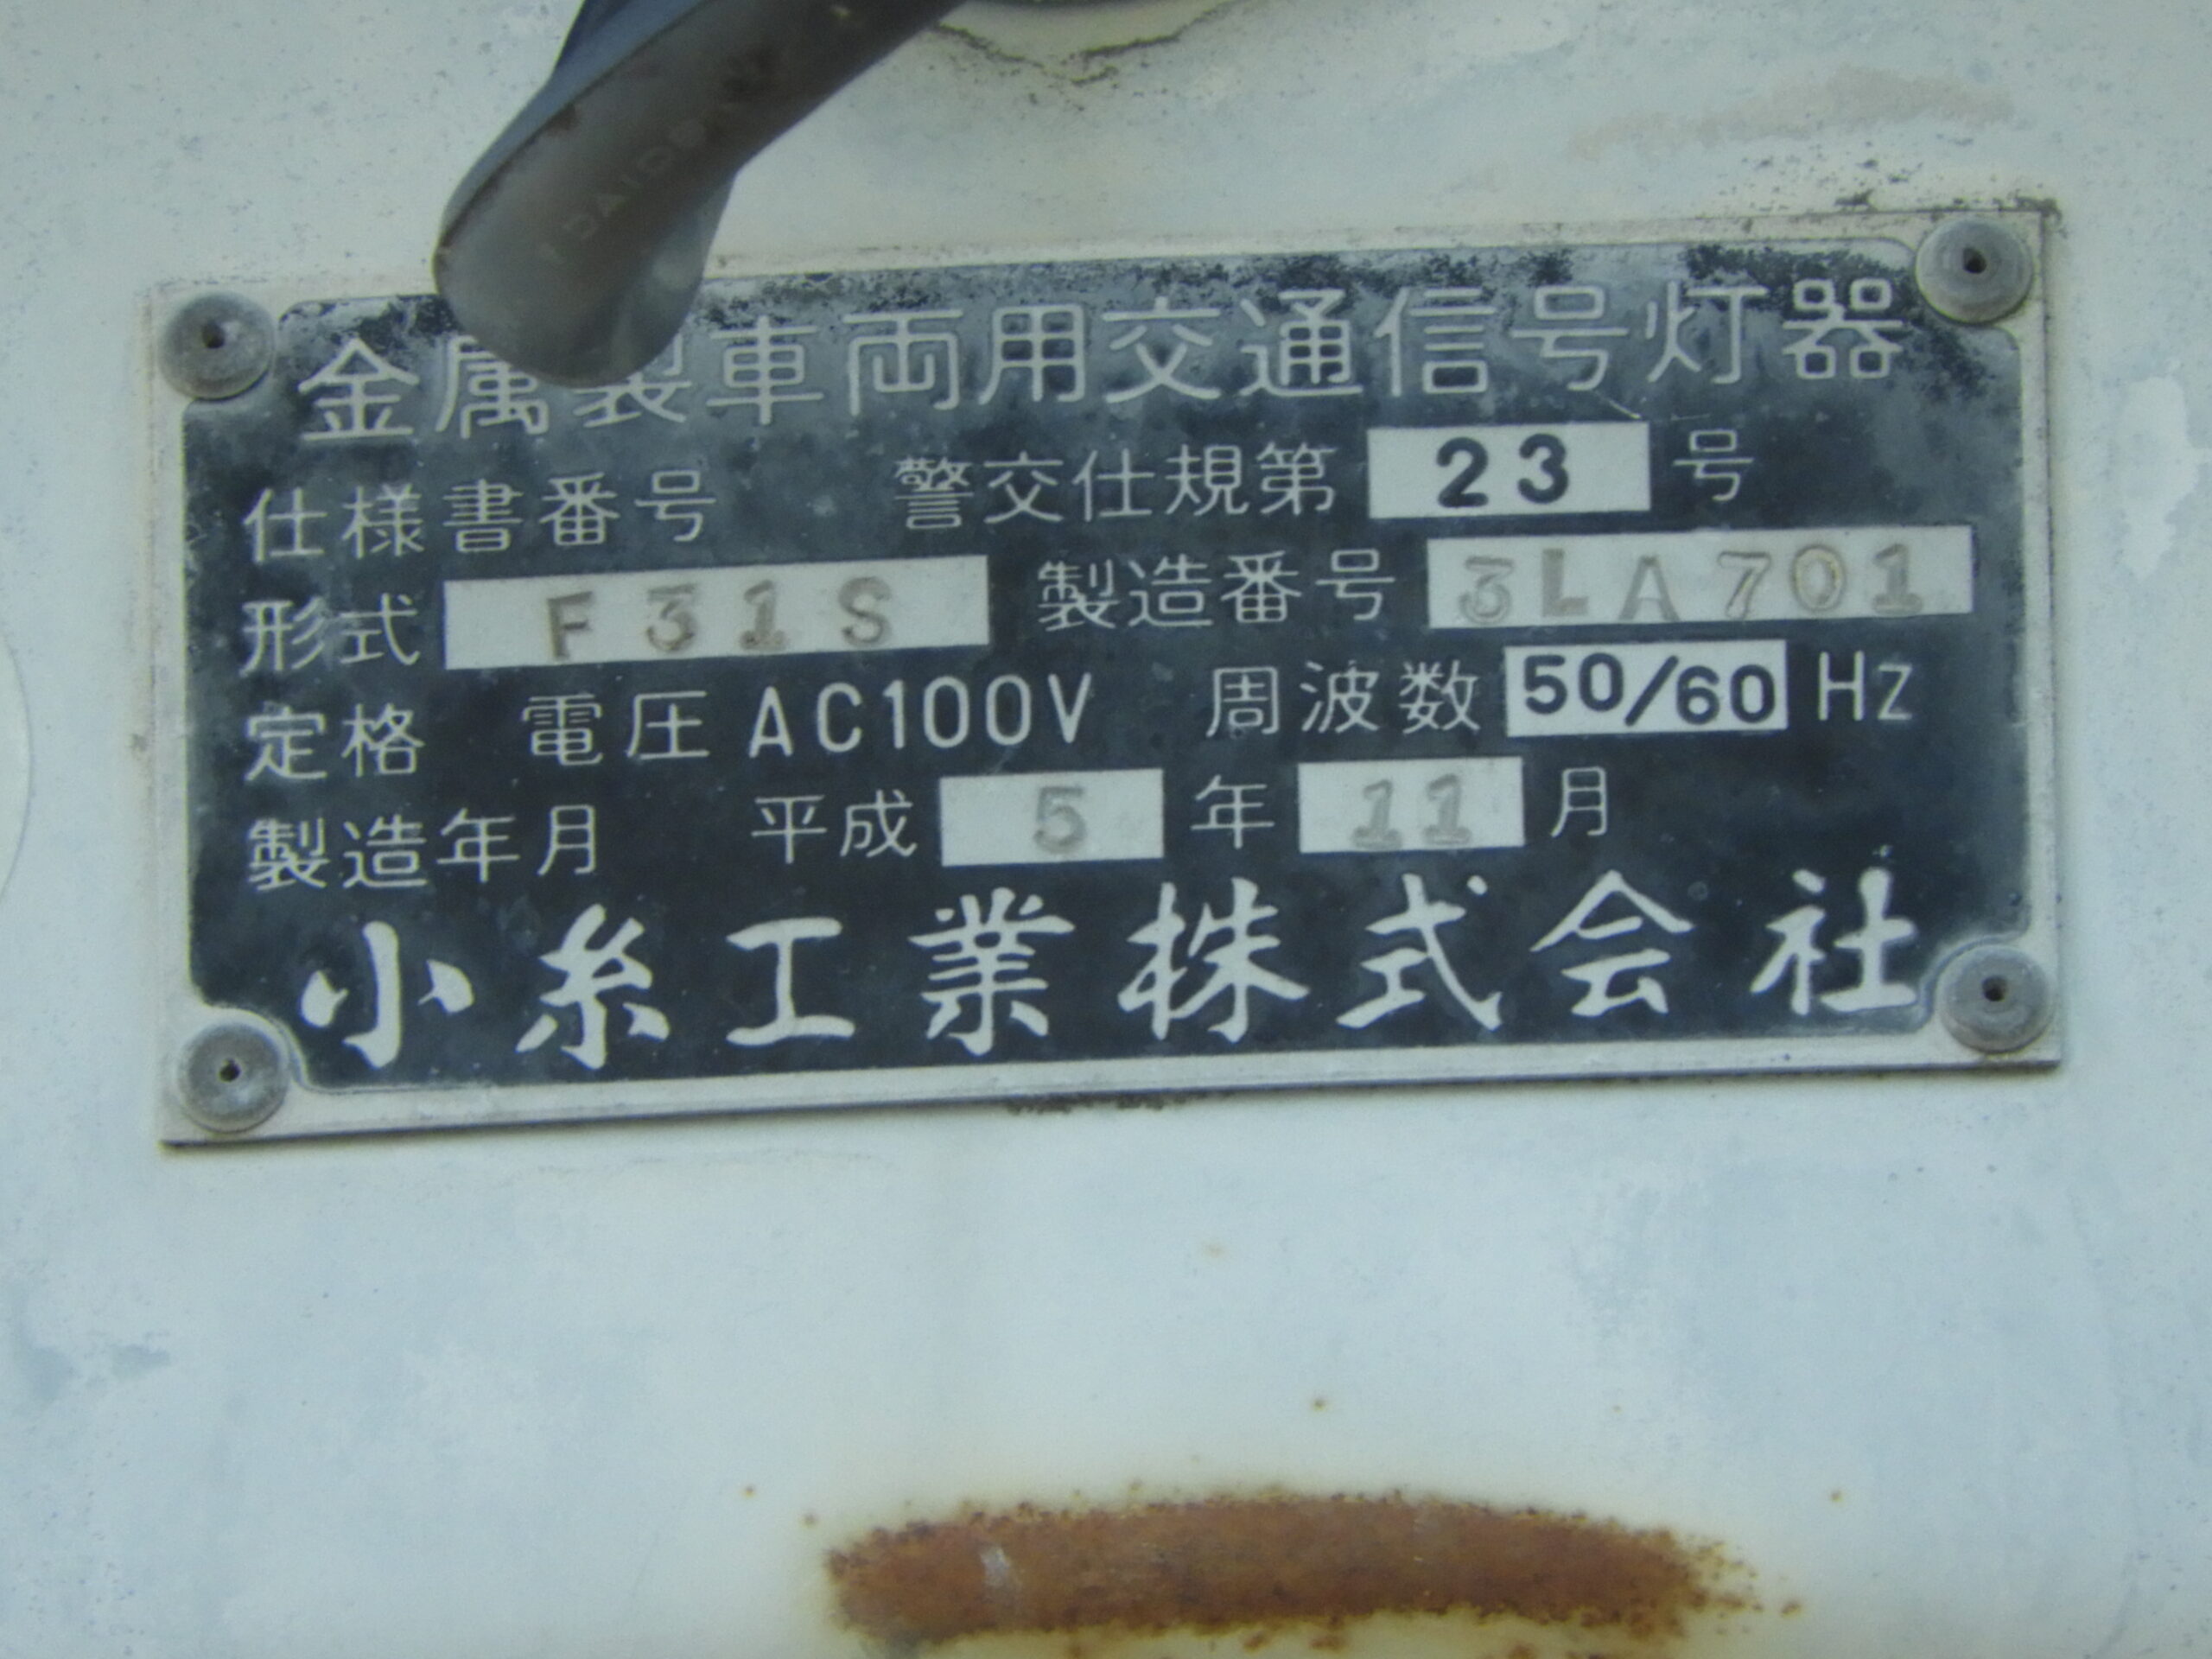 金属製車両用交通信号灯器
仕様書番号 警交仕規第 23 号
形式 F31S 製造番号 3LA701
定格 電圧 AC100V 周波数 50/60 Hz
製造年月 平成 5 年 11 月
小糸工業株式会社